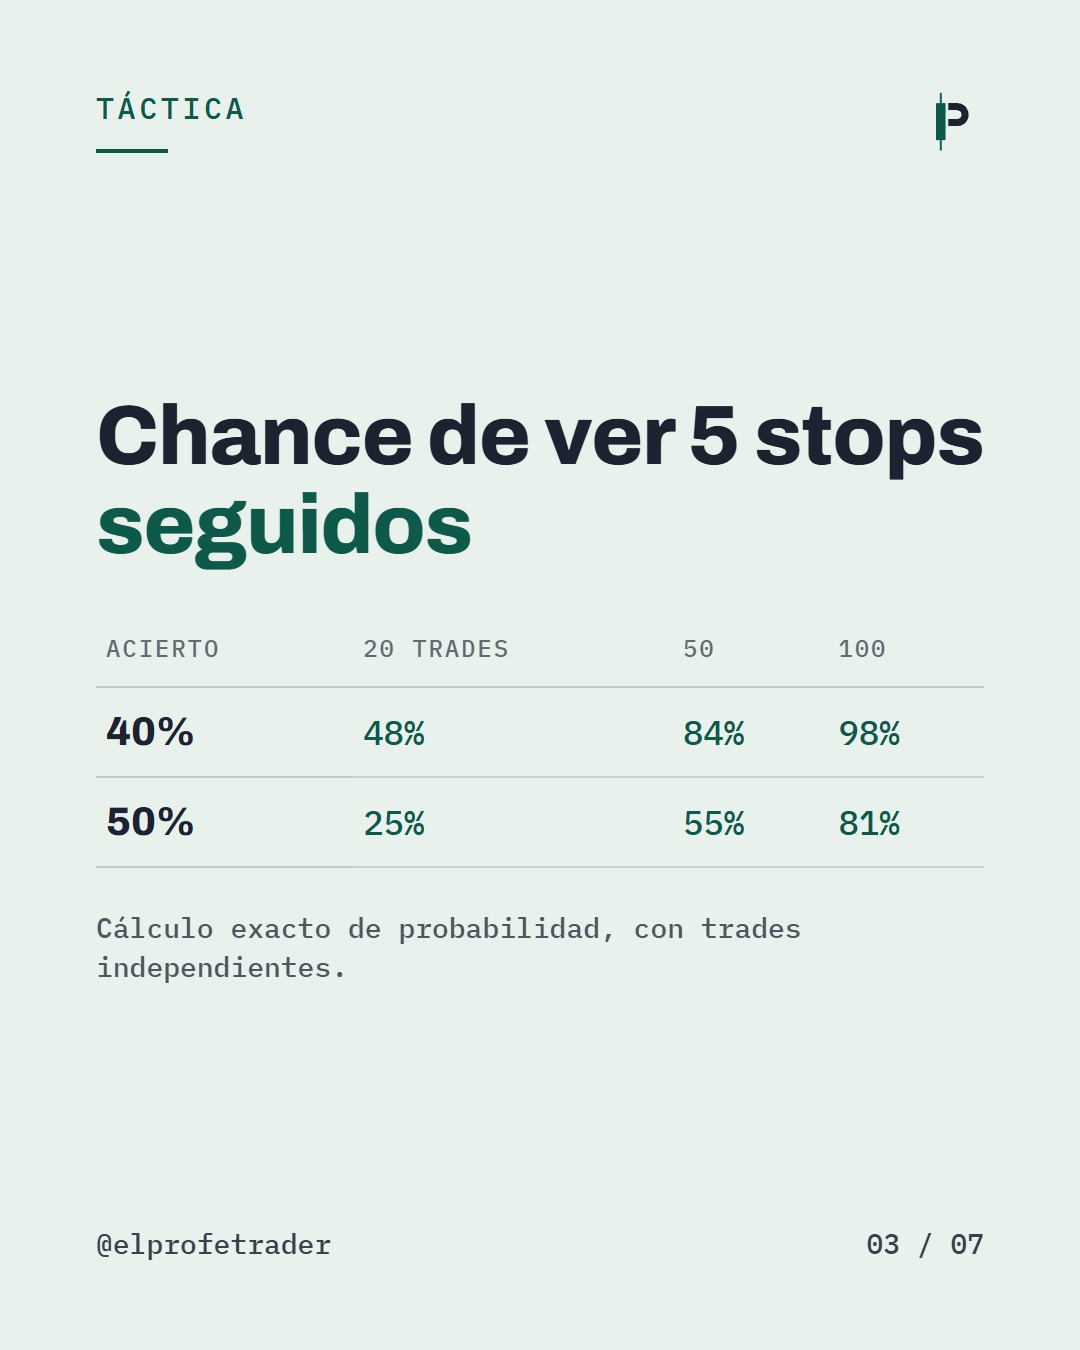 TÁCTICA
Chance de ver 5 stops
seguidos
ACIERTO 20 TRADES 50 100
40% 48% 84% 98%
50% 25% 55% 81%
Cálculo exacto de probabilidad, con trades
independientes.
@elprofetrader 03 / 07